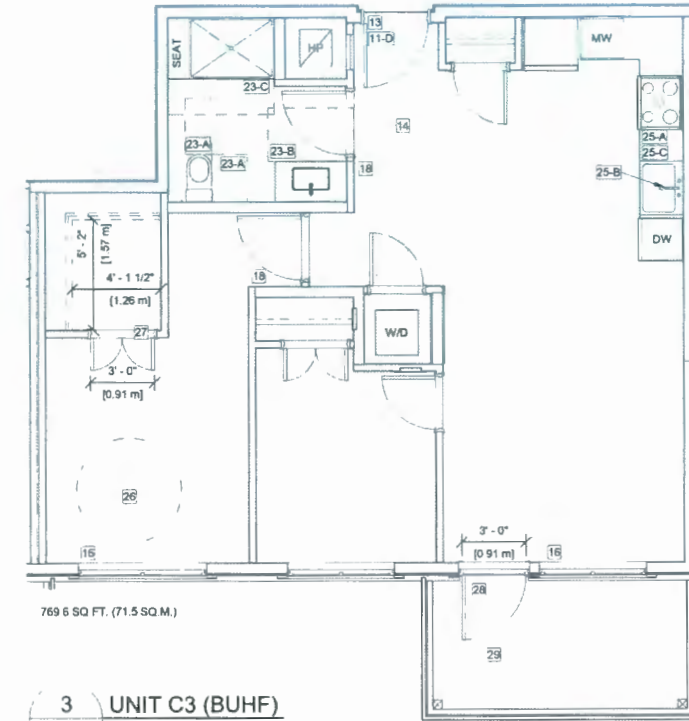 13
11-D
SEAT
HP
MW
23-C
14
23-A
23-A
23-B
18
25-A
25-C
25-B
DW
5' - 2"
[1.57 m]
4' - 1 1/2"
[1.26 m]
18
27
W/D
3' - 0"
[0.91 m]
26
3' - 0"
[0.91 m]
16
16
28
29
769.6 SQ FT. (71.5 SQ.M.)
3 UNIT C3 (BUHF)